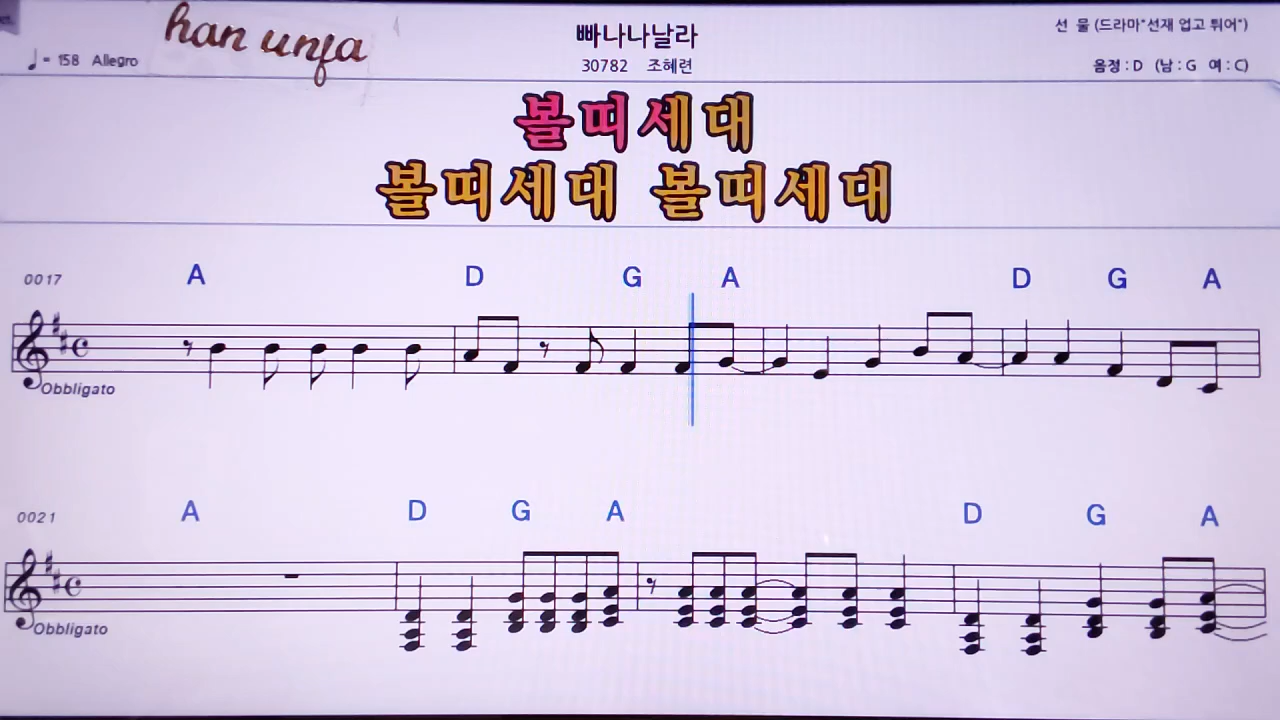 han unja
♩= 158 Allegro
빠나나날라
30782 조혜련
선 물 (드라마"선재 업고 튀어")
음정 : D (남 : G 여 : C)
볼띠세대
볼띠세대 볼띠세대
0017
A D G A D G A
Obbligato
0021
A D G A D G A
Obbligato